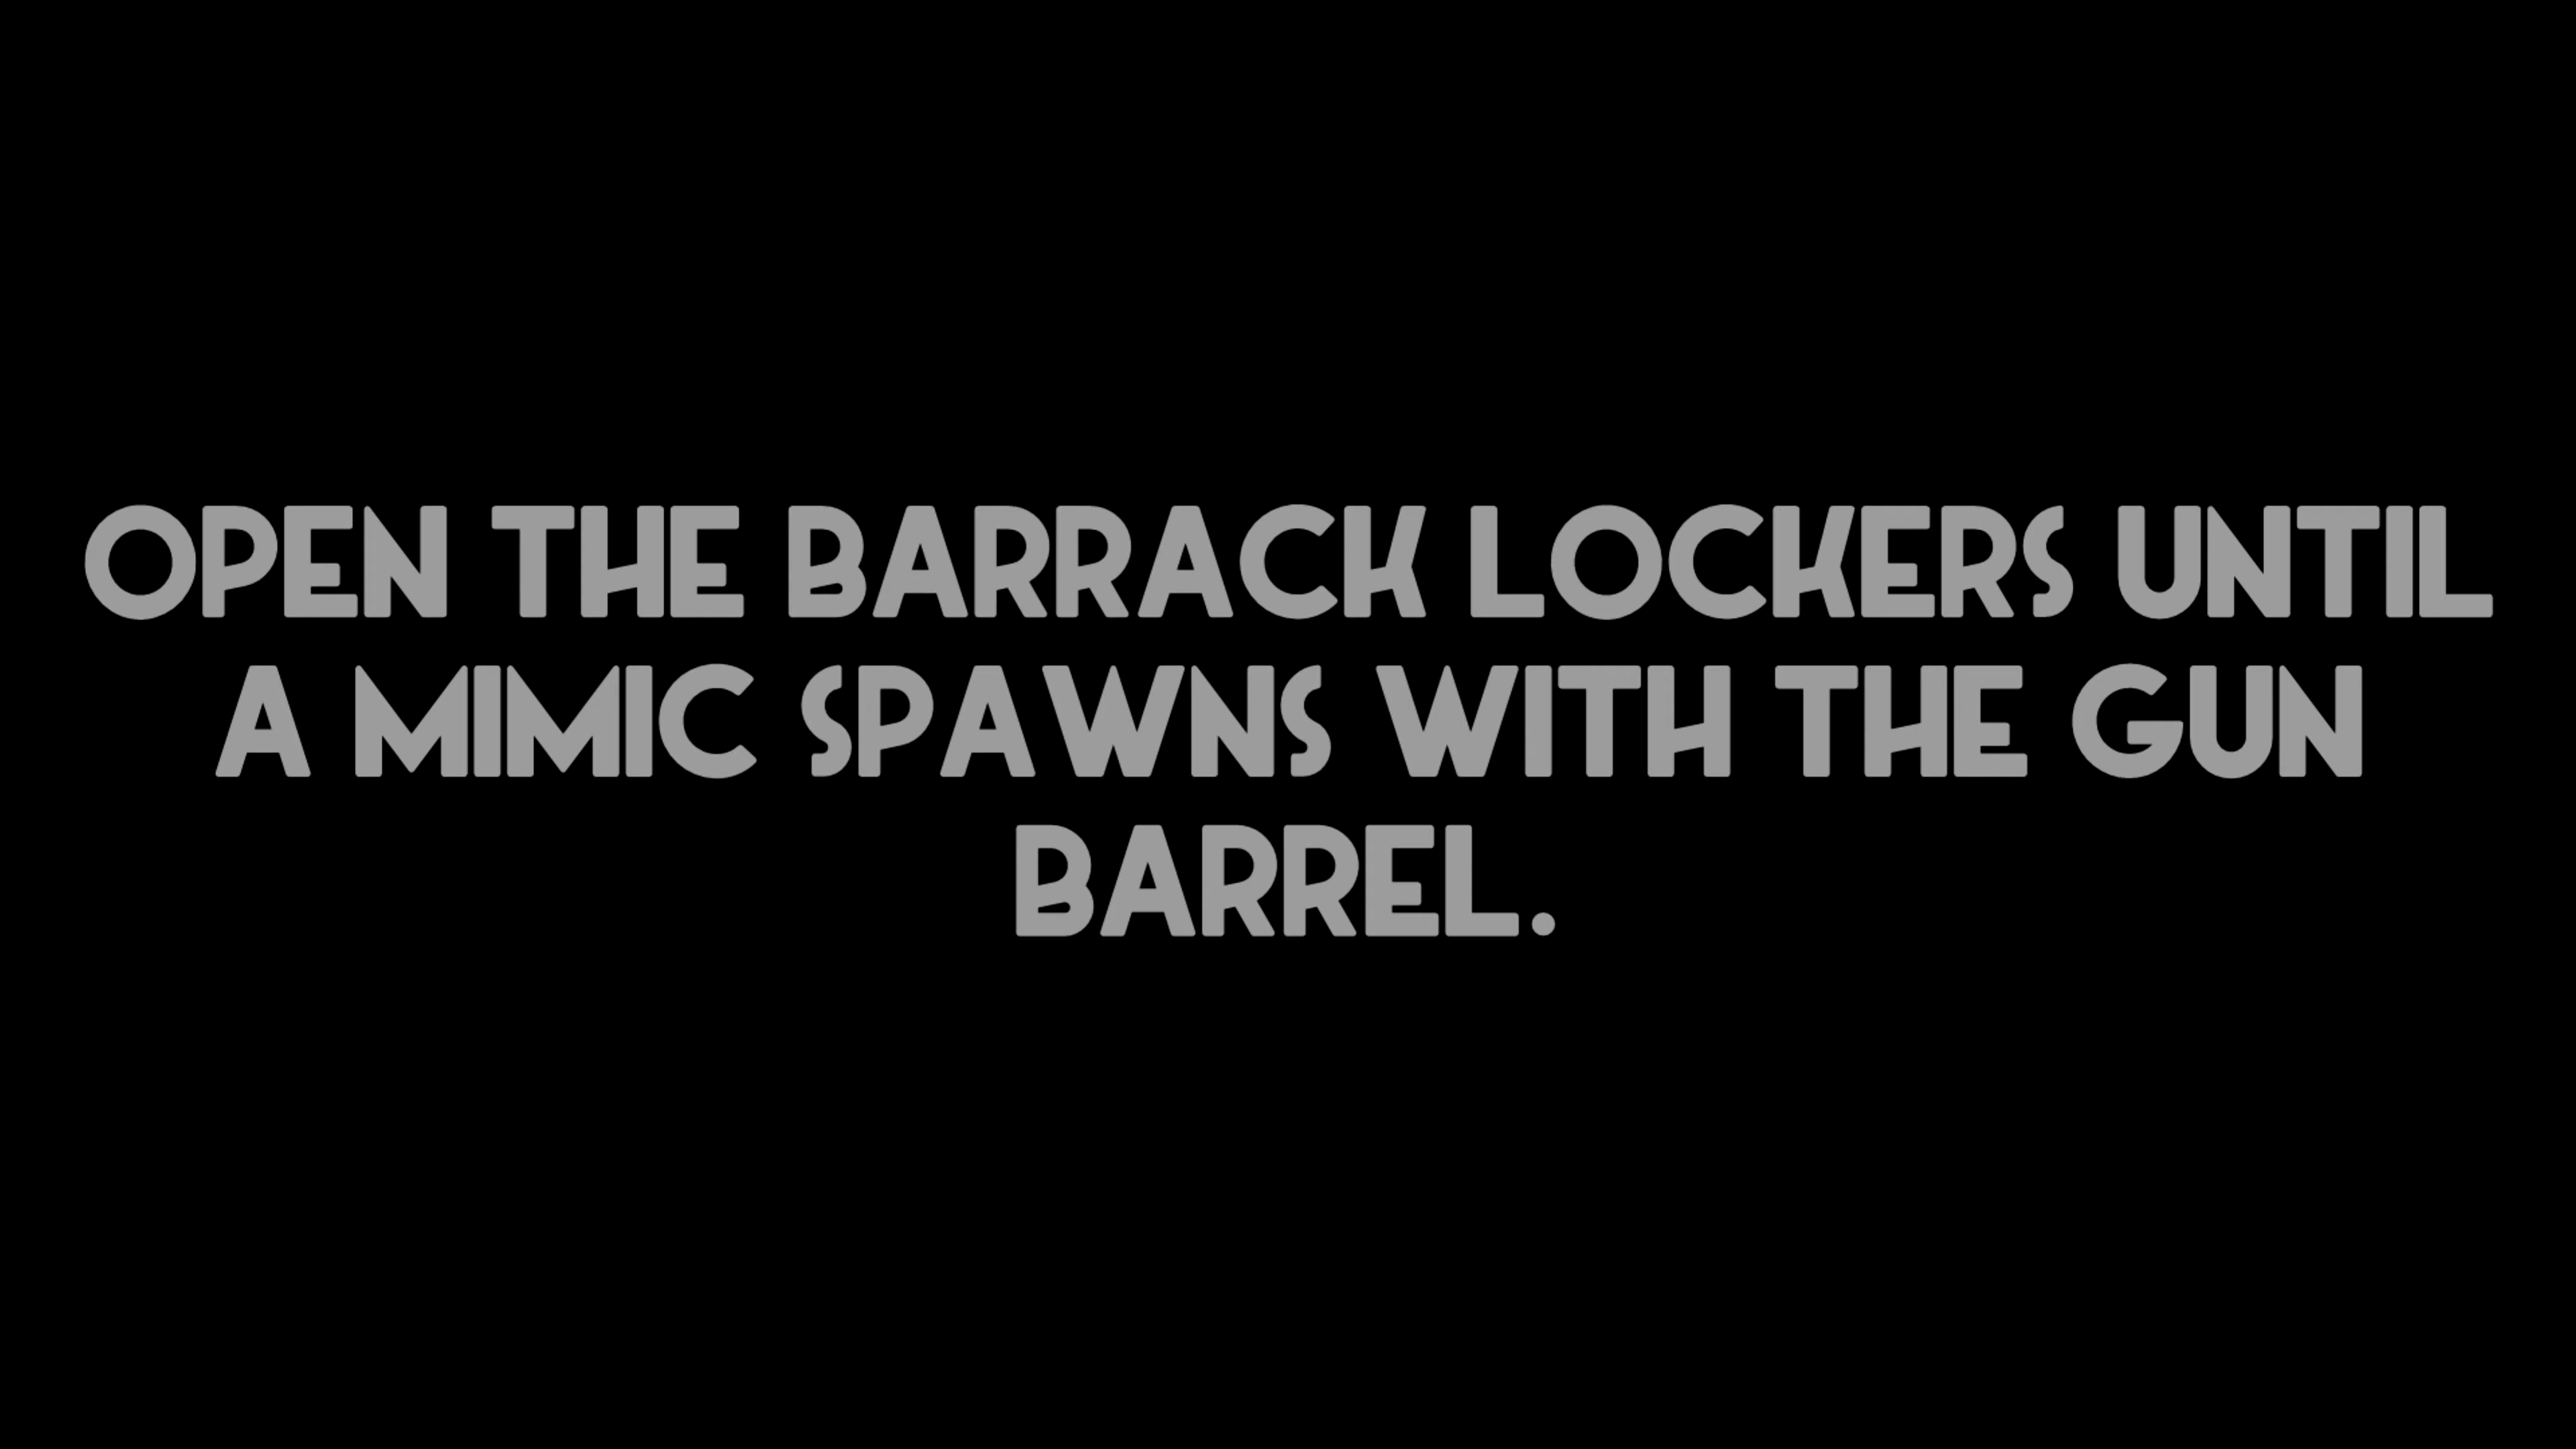 OPEN THE BARRACK LOCKERS UNTIL
A MIMIC SPAWNS WITH THE GUN
BARREL.